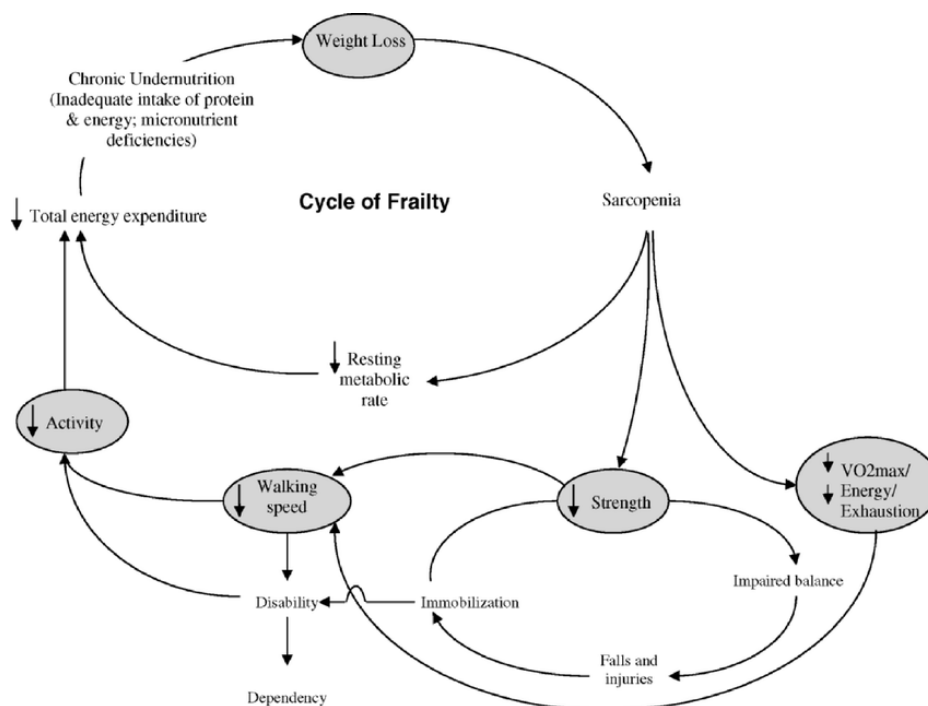 Weight Loss
Chronic Undernutrition
(Inadequate intake of protein
& energy; micronutrient
deficiencies)
Cycle of Frailty
Sarcopenia
Total energy expenditure
Resting
metabolic
rate
Activity
Walking
speed
Strength
VO2max/
Energy/
Exhaustion
Impaired balance
Disability
Immobilization
Falls and
injuries
Dependency